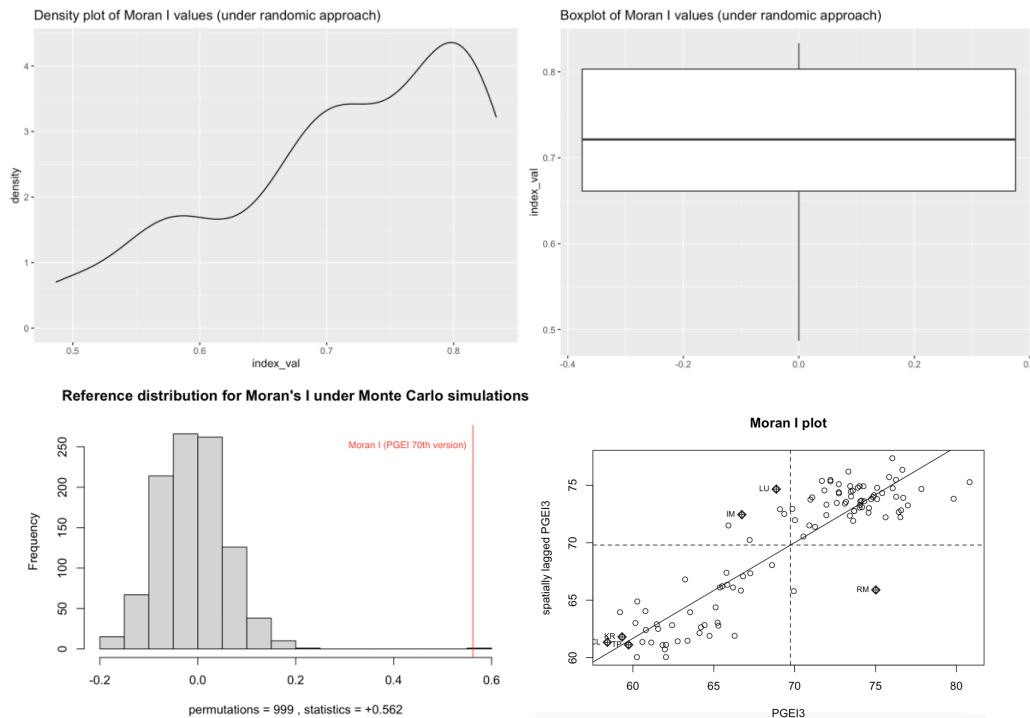 Density plot of Moran I values (under randomic approach)
4
3
2
1
0
density
0.5 0.6 0.7 0.8
index_val
Boxplot of Moran I values (under randomic approach)
0.8
0.7
0.6
0.5
index_val
-0.4 -0.2 0.0 0.2
Reference distribution for Moran's I under Monte Carlo simulations
Moran I (PGEI 70th version)
250
200
150
100
50
0
Frequency
-0.2 0.0 0.2 0.4 0.6
permutations = 999 , statistics = +0.562
Moran I plot
75
70
65
60
spatially lagged PGEI3
LU
IM
RM
KR
CL
TP
60 65 70 75 80
PGEI3